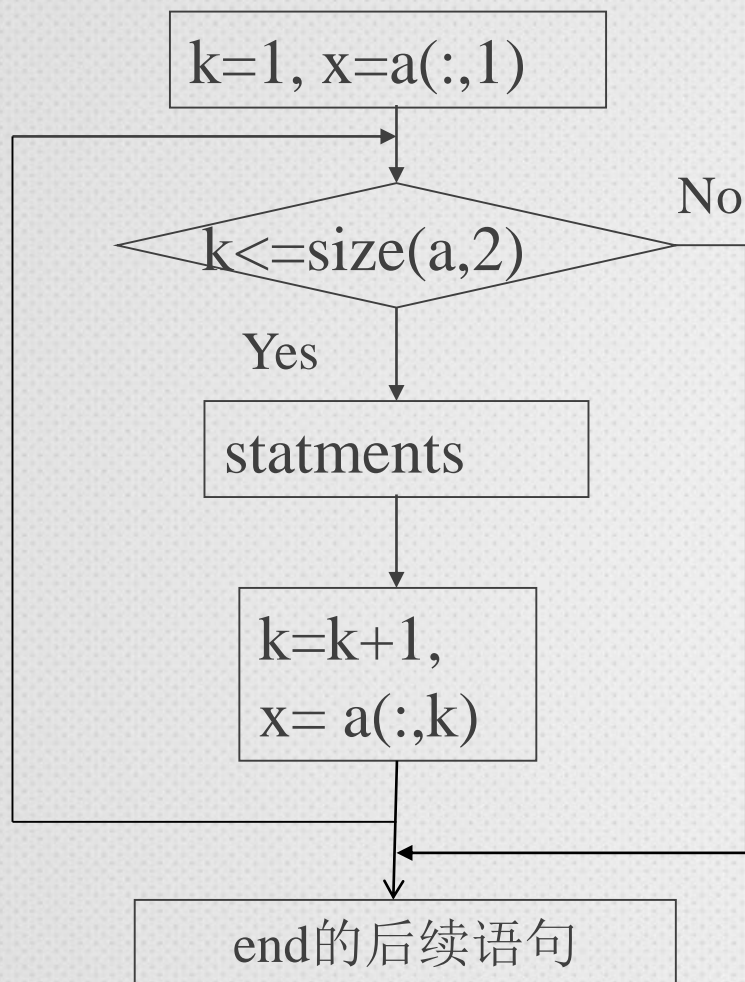 k=1, x=a(:,1)
k<=size(a,2)
No
Yes
statments
k=k+1,
x= a(:,k)
end的后续语句